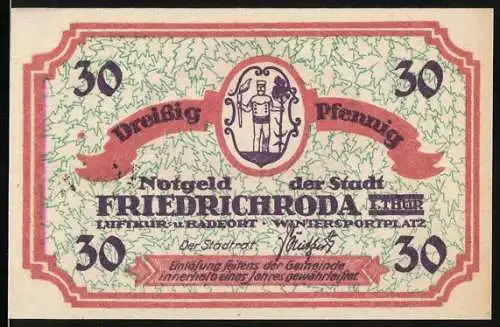 30 30
Dreißig Pfennig
Notgeld der Stadt
FRIEDRICHRODA I. THÜR
LUFTKUR- U. BADEORT - WINTERSPORTPLATZ
30 Der Stadtrat 30
Einlösung seitens der Gemeinde
innerhalb eines Jahres gewährleistet.